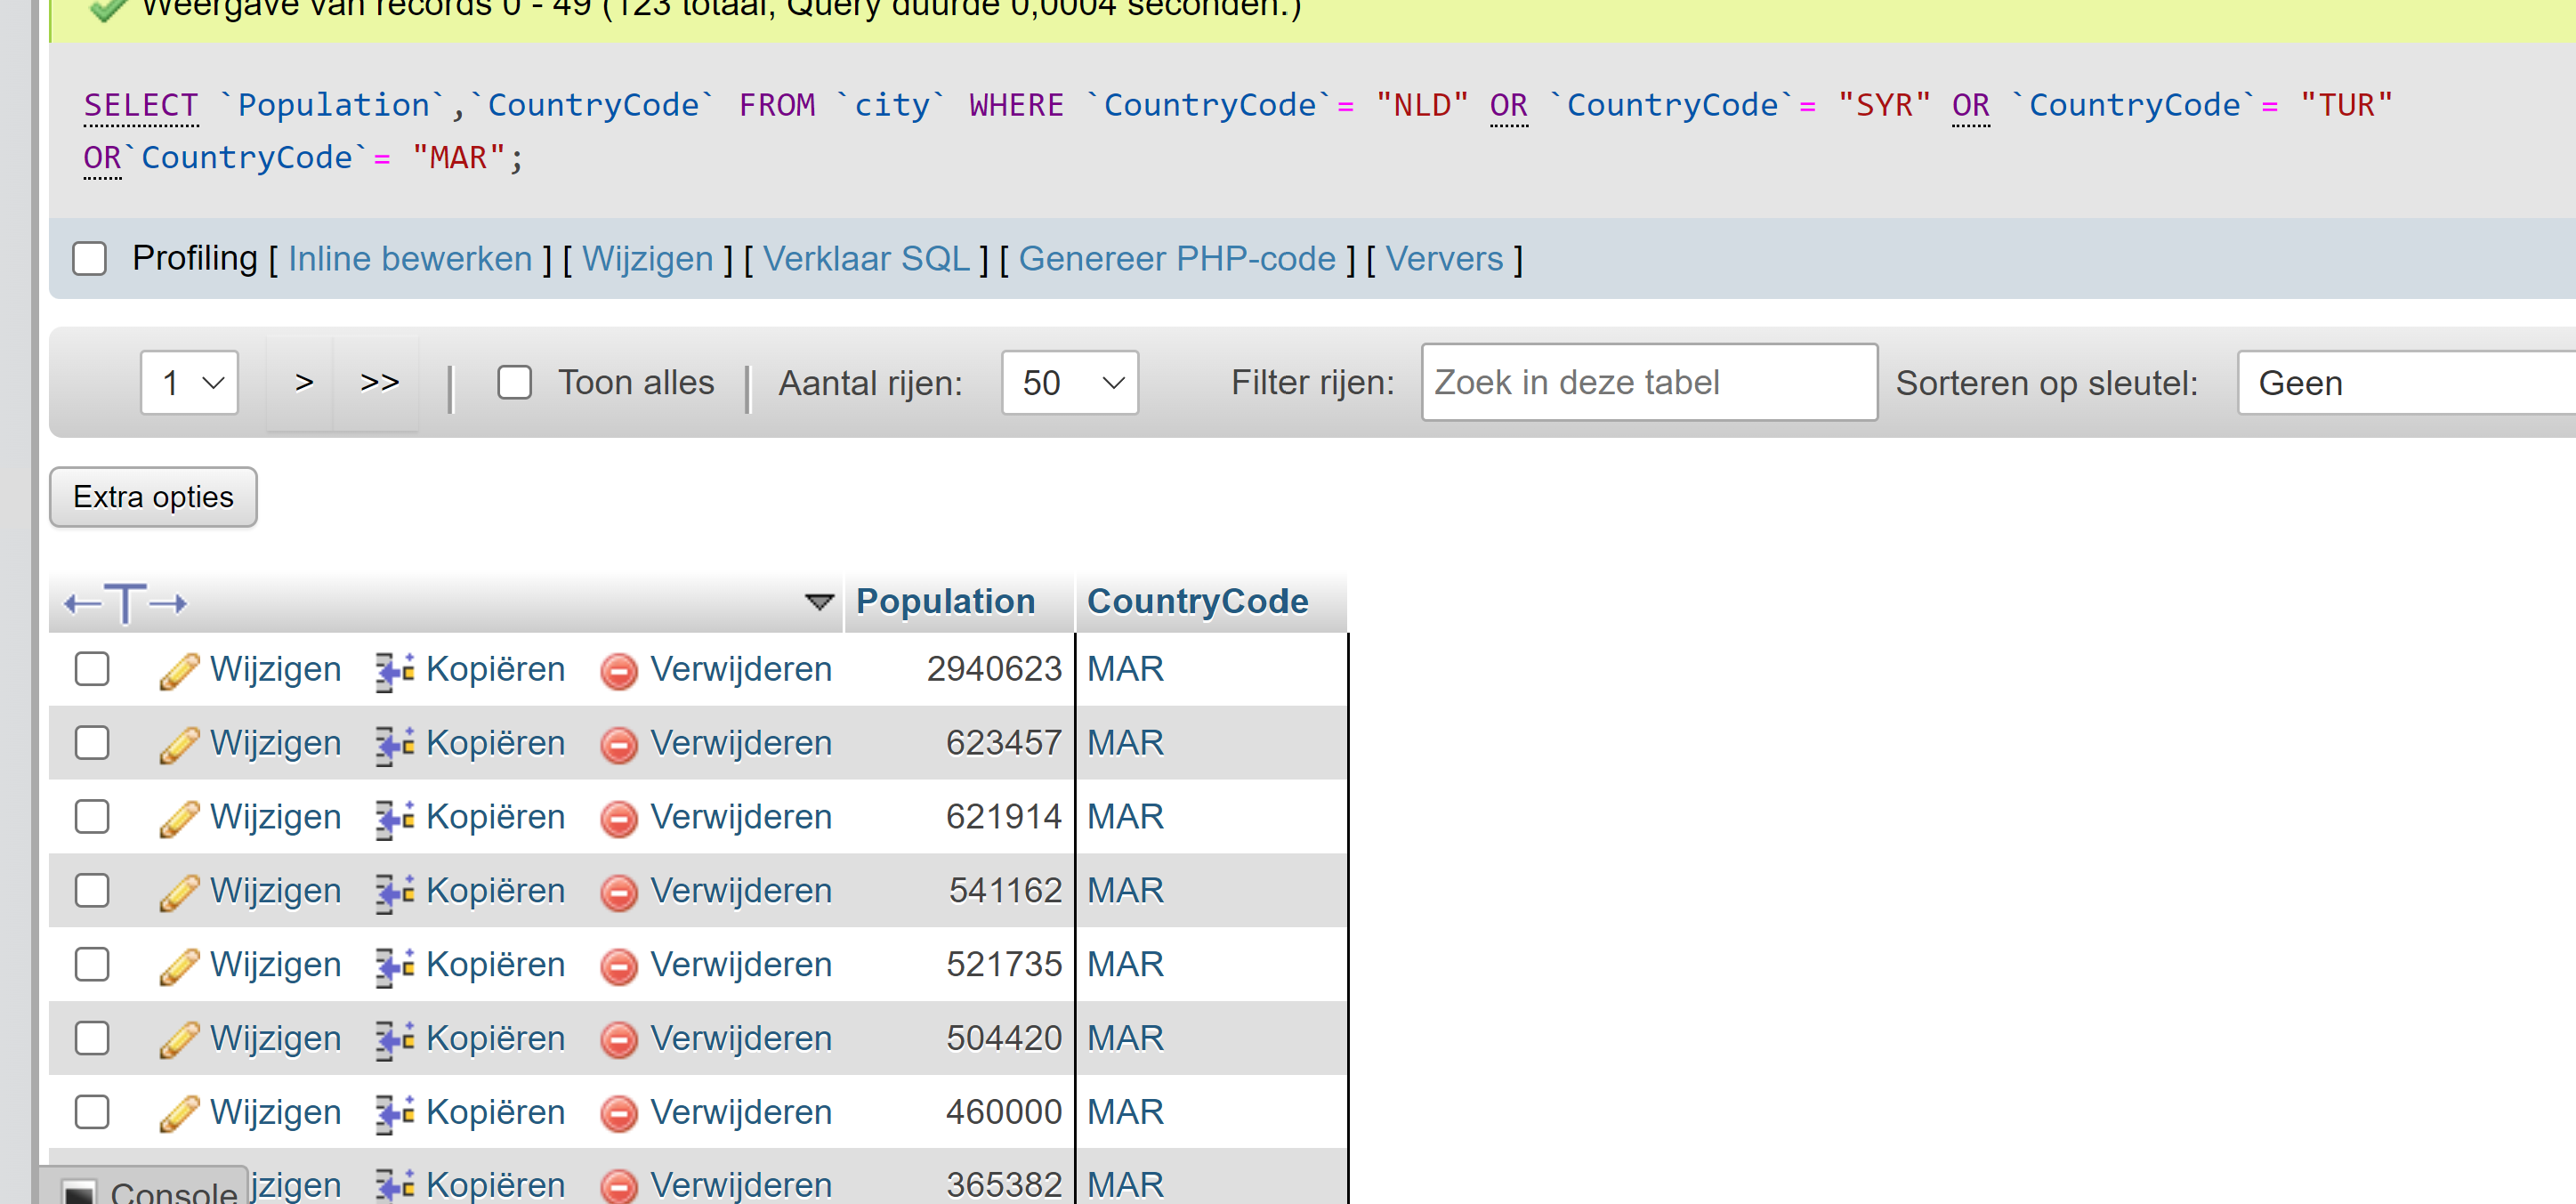 Weergave van records 0 - 49 (123 totaal, Query duurde 0,0004 seconden.)
SELECT `Population`,`CountryCode` FROM `city` WHERE `CountryCode`= "NLD" OR `CountryCode`= "SYR" OR `CountryCode`= "TUR"
OR`CountryCode`= "MAR";
Profiling [ Inline bewerken ] [ Wijzigen ] [ Verklaar SQL ] [ Genereer PHP-code ] [ Ververs ]
1 > >> | Toon alles | Aantal rijen: 50 Filter rijen: Zoek in deze tabel Sorteren op sleutel: Geen
Extra opties
←T→ Population CountryCode
Wijzigen Kopiëren Verwijderen 2940623 MAR
Wijzigen Kopiëren Verwijderen 623457 MAR
Wijzigen Kopiëren Verwijderen 621914 MAR
Wijzigen Kopiëren Verwijderen 541162 MAR
Wijzigen Kopiëren Verwijderen 521735 MAR
Wijzigen Kopiëren Verwijderen 504420 MAR
Wijzigen Kopiëren Verwijderen 460000 MAR
jzigen Kopiëren Verwijderen 365382 MAR
Console